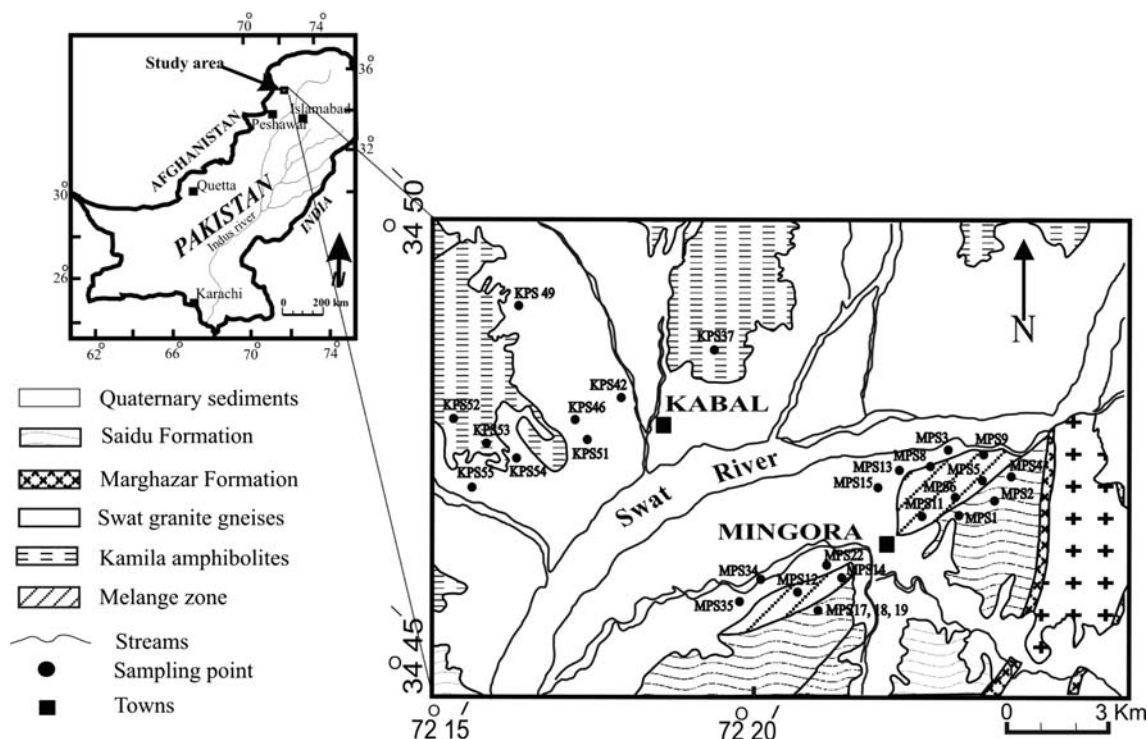 70° 74°
Study area
36°
Islamabad
Peshawar
AFGHANISTAN
32°
30°
Quetta
PAKISTAN
Indus river
INDIA
26°
N
Karachi
0 200 km
62° 66° 70° 74°
Quaternary sediments
Saidu Formation
Marghazar Formation
Swat granite gneises
Kamila amphibolites
Melange zone
Streams
Sampling point
Towns
34 50
34 45
72 15
72 20
N
KPS 49
KPS37
KPS42
KPS52
KPS46
KABAL
KPS53
KPS51
KPS55
KPS54
Swat River
MPS3
MPS9
MPS8
MPS13
MPS5
MPS4
MPS15
MPS6
MPS2
MPS11
MPS1
MINGORA
MPS22
MPS34
MPS12
MPS14
MPS35
MPS17, 18, 19
0 3 Km